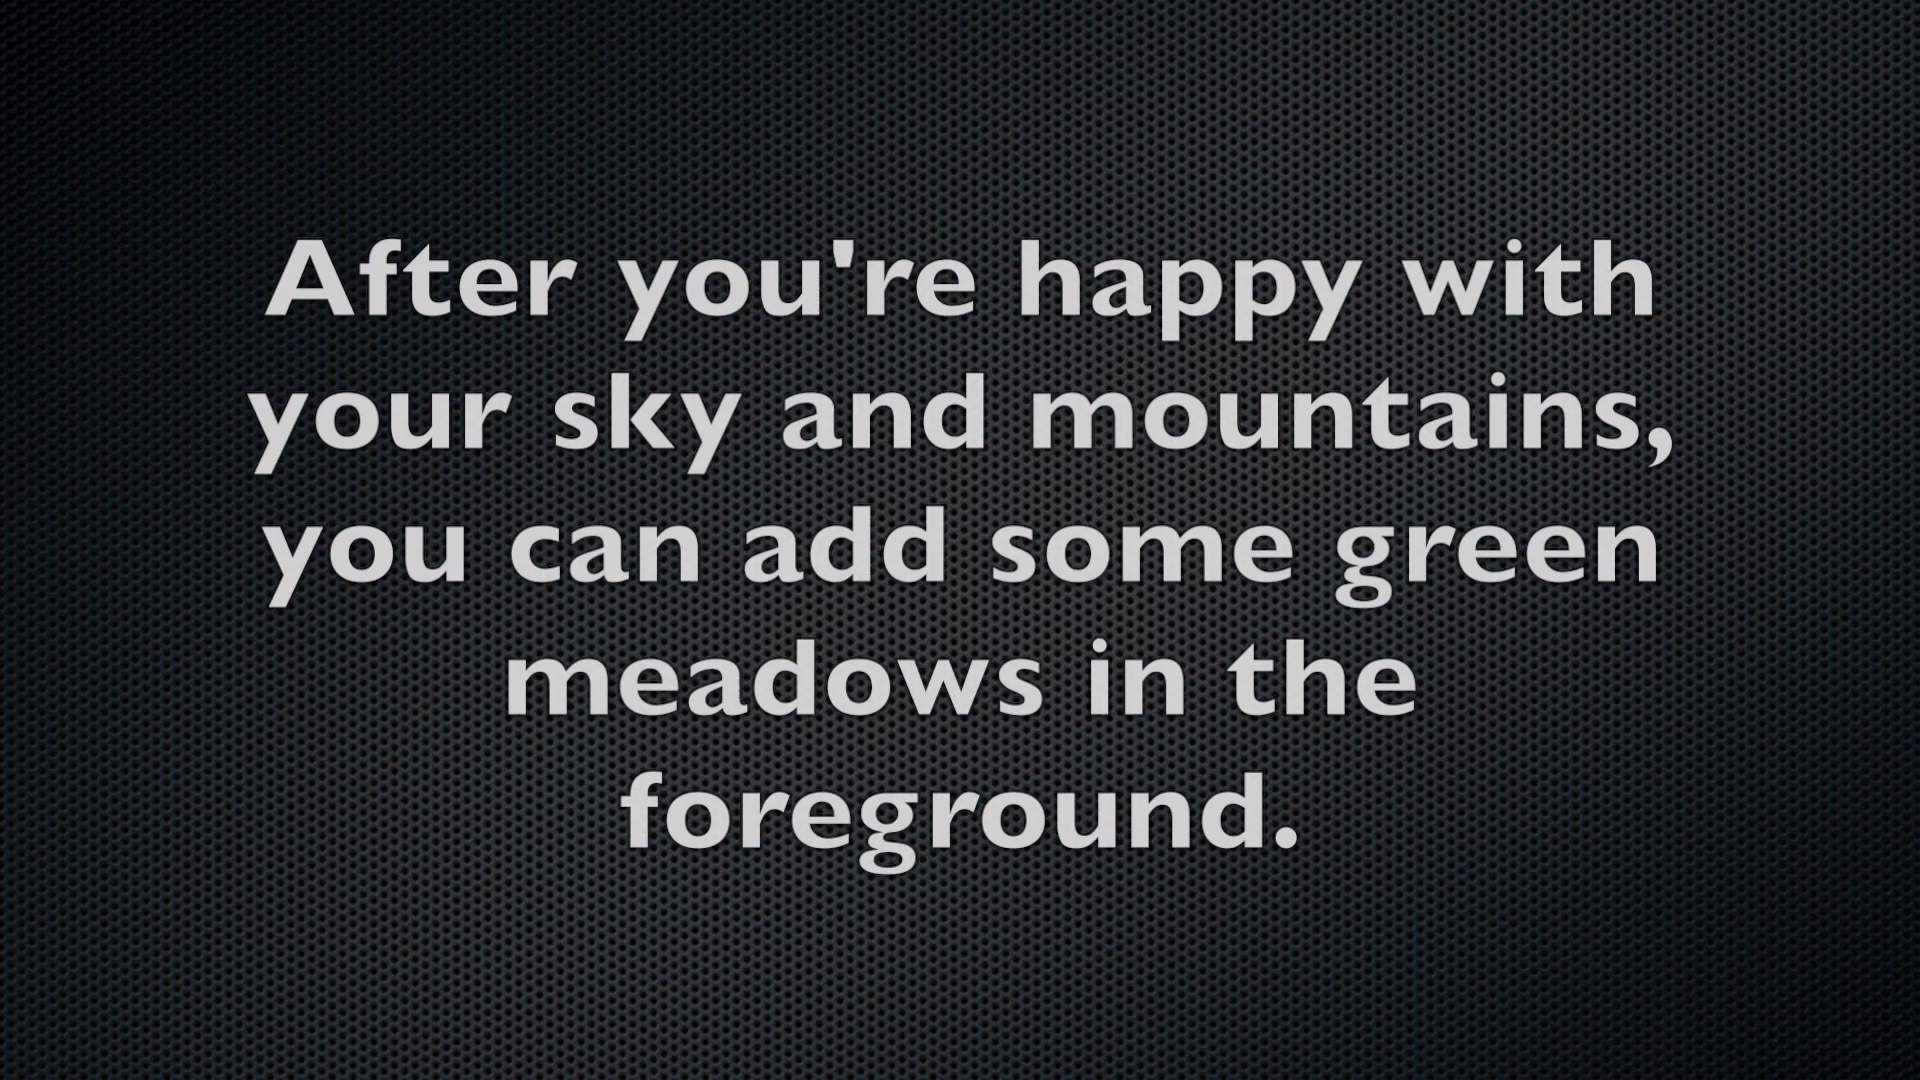 After you're happy with
your sky and mountains,
you can add some green
meadows in the
foreground.